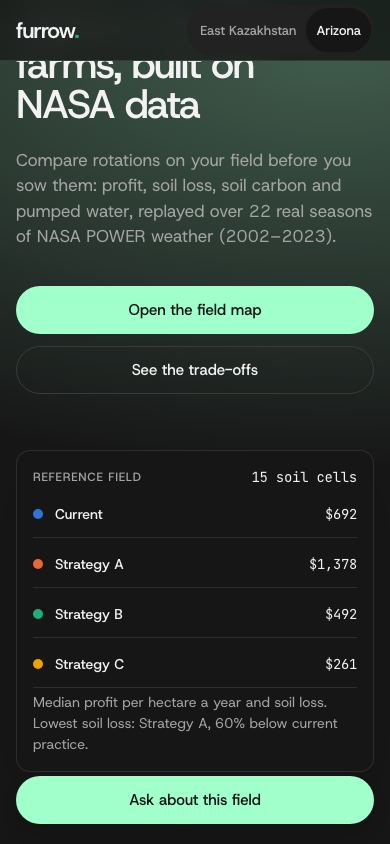 furrow.
East Kazakhstan
Arizona
farms, built on
NASA data
Compare rotations on your field before you
sow them: profit, soil loss, soil carbon and
pumped water, replayed over 22 real seasons
of NASA POWER weather (2002–2023).
Open the field map
See the trade-offs
REFERENCE FIELD
15 soil cells
Current
$692
Strategy A
$1,378
Strategy B
$492
Strategy C
$261
Median profit per hectare a year and soil loss.
Lowest soil loss: Strategy A, 60% below current
practice.
Ask about this field